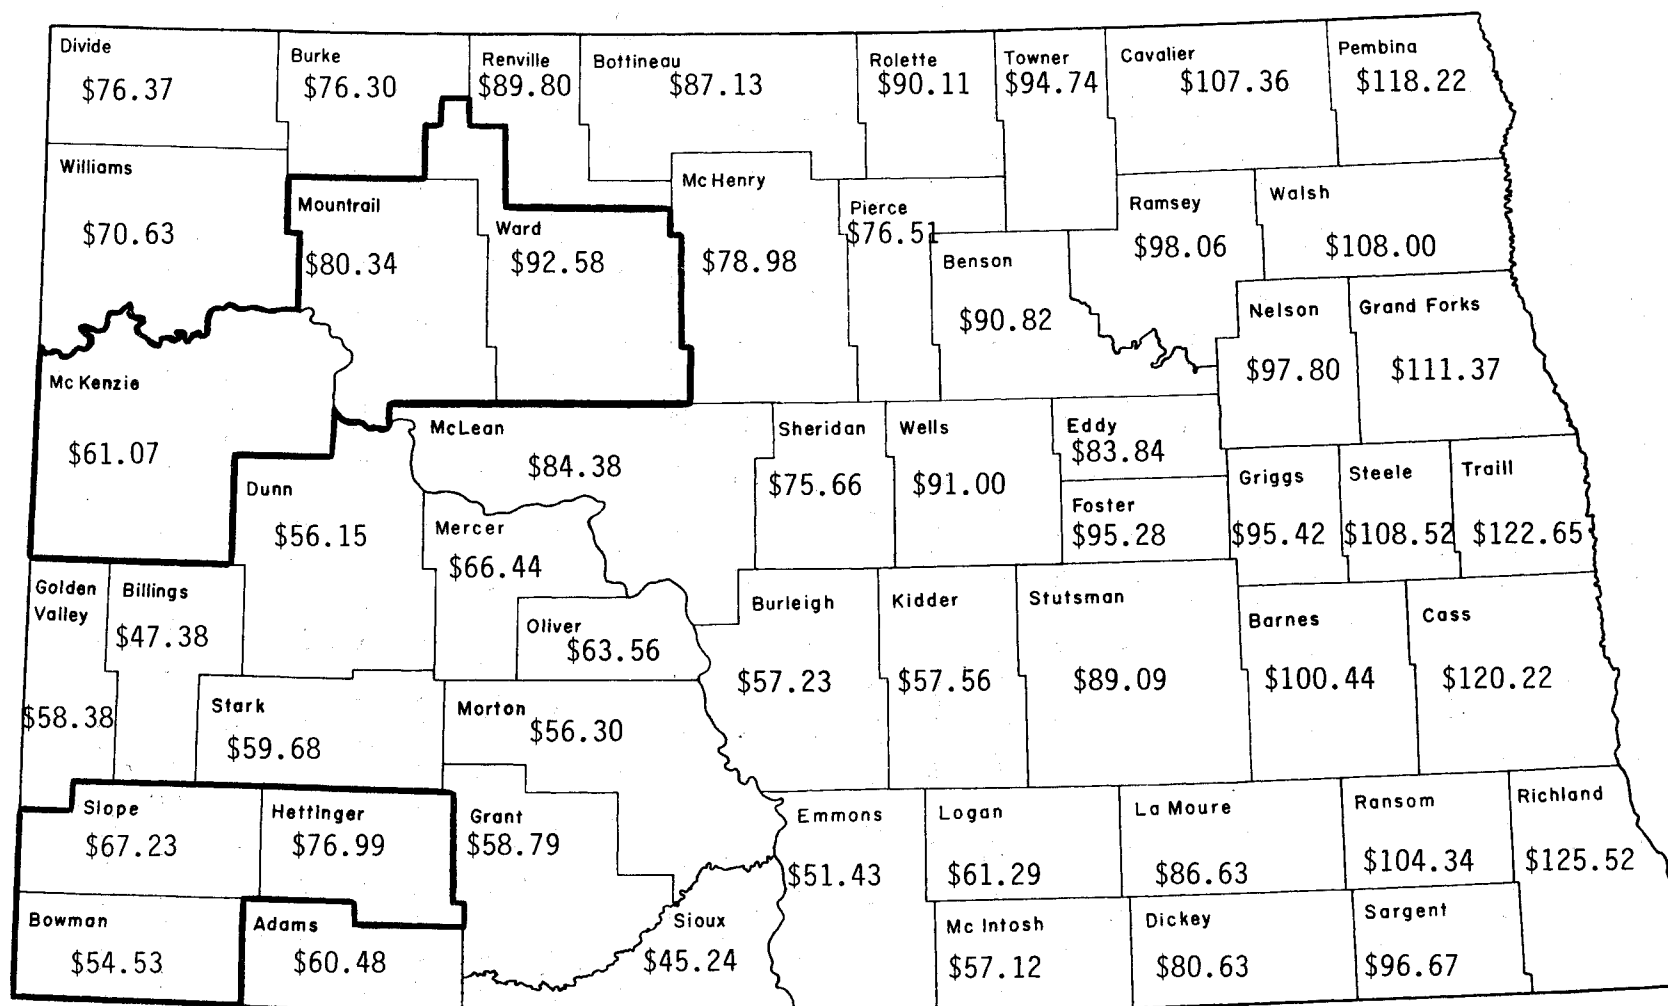 Divide
$76.37
Burke
$76.30
Renville
$89.80
Bottineau
$87.13
Rolette
$90.11
Towner
$94.74
Cavalier
$107.36
Pembina
$118.22
Williams
$70.63
Mountrail
$80.34
Ward
$92.58
Mc Henry
$78.98
Pierce
$76.51
Benson
$90.82
Ramsey
$98.06
Walsh
$108.00
Nelson
$97.80
Grand Forks
$111.37
Mc Kenzie
$61.07
Dunn
$56.15
McLean
$84.38
Mercer
$66.44
Oliver
$63.56
Sheridan
$75.66
Wells
$91.00
Eddy
$83.84
Foster
$95.28
Griggs
$95.42
Steele
$108.52
Traill
$122.65
Golden
Valley
$58.38
Billings
$47.38
Stark
$59.68
Morton
$56.30
Burleigh
$57.23
Kidder
$57.56
Stutsman
$89.09
Barnes
$100.44
Cass
$120.22
Slope
$67.23
Hettinger
$76.99
Grant
$58.79
Emmons
$51.43
Logan
$61.29
La Moure
$86.63
Ransom
$104.34
Richland
$125.52
Bowman
$54.53
Adams
$60.48
Sioux
$45.24
Mc Intosh
$57.12
Dickey
$80.63
Sargent
$96.67